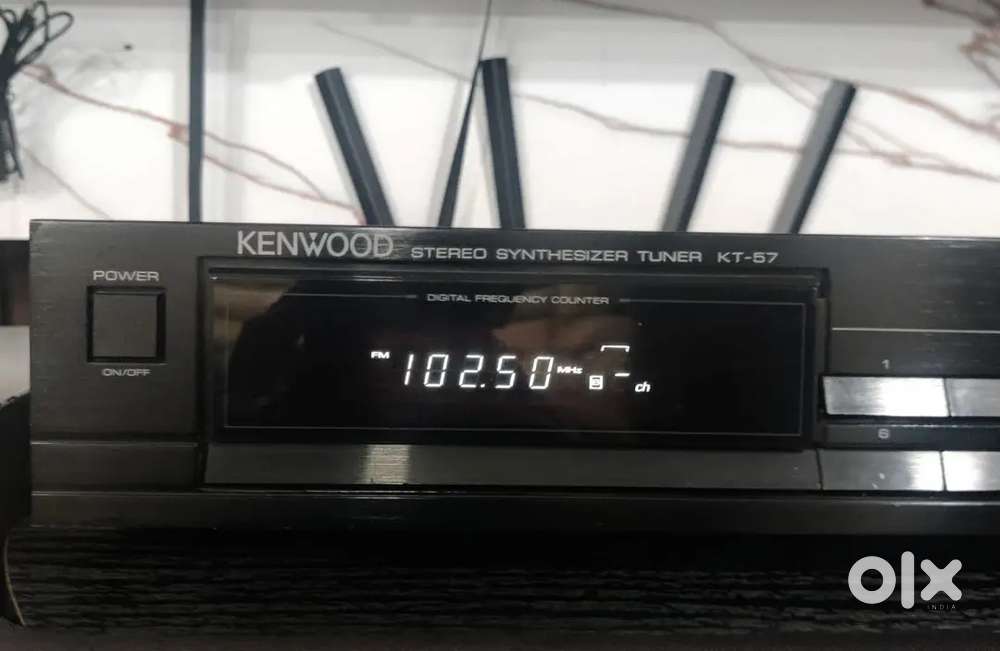 KENWOOD STEREO SYNTHESIZER TUNER KT-57
POWER
ON/OFF
DIGITAL FREQUENCY COUNTER
FM 102.50 MHz - ch
1
6
olx
INDIA